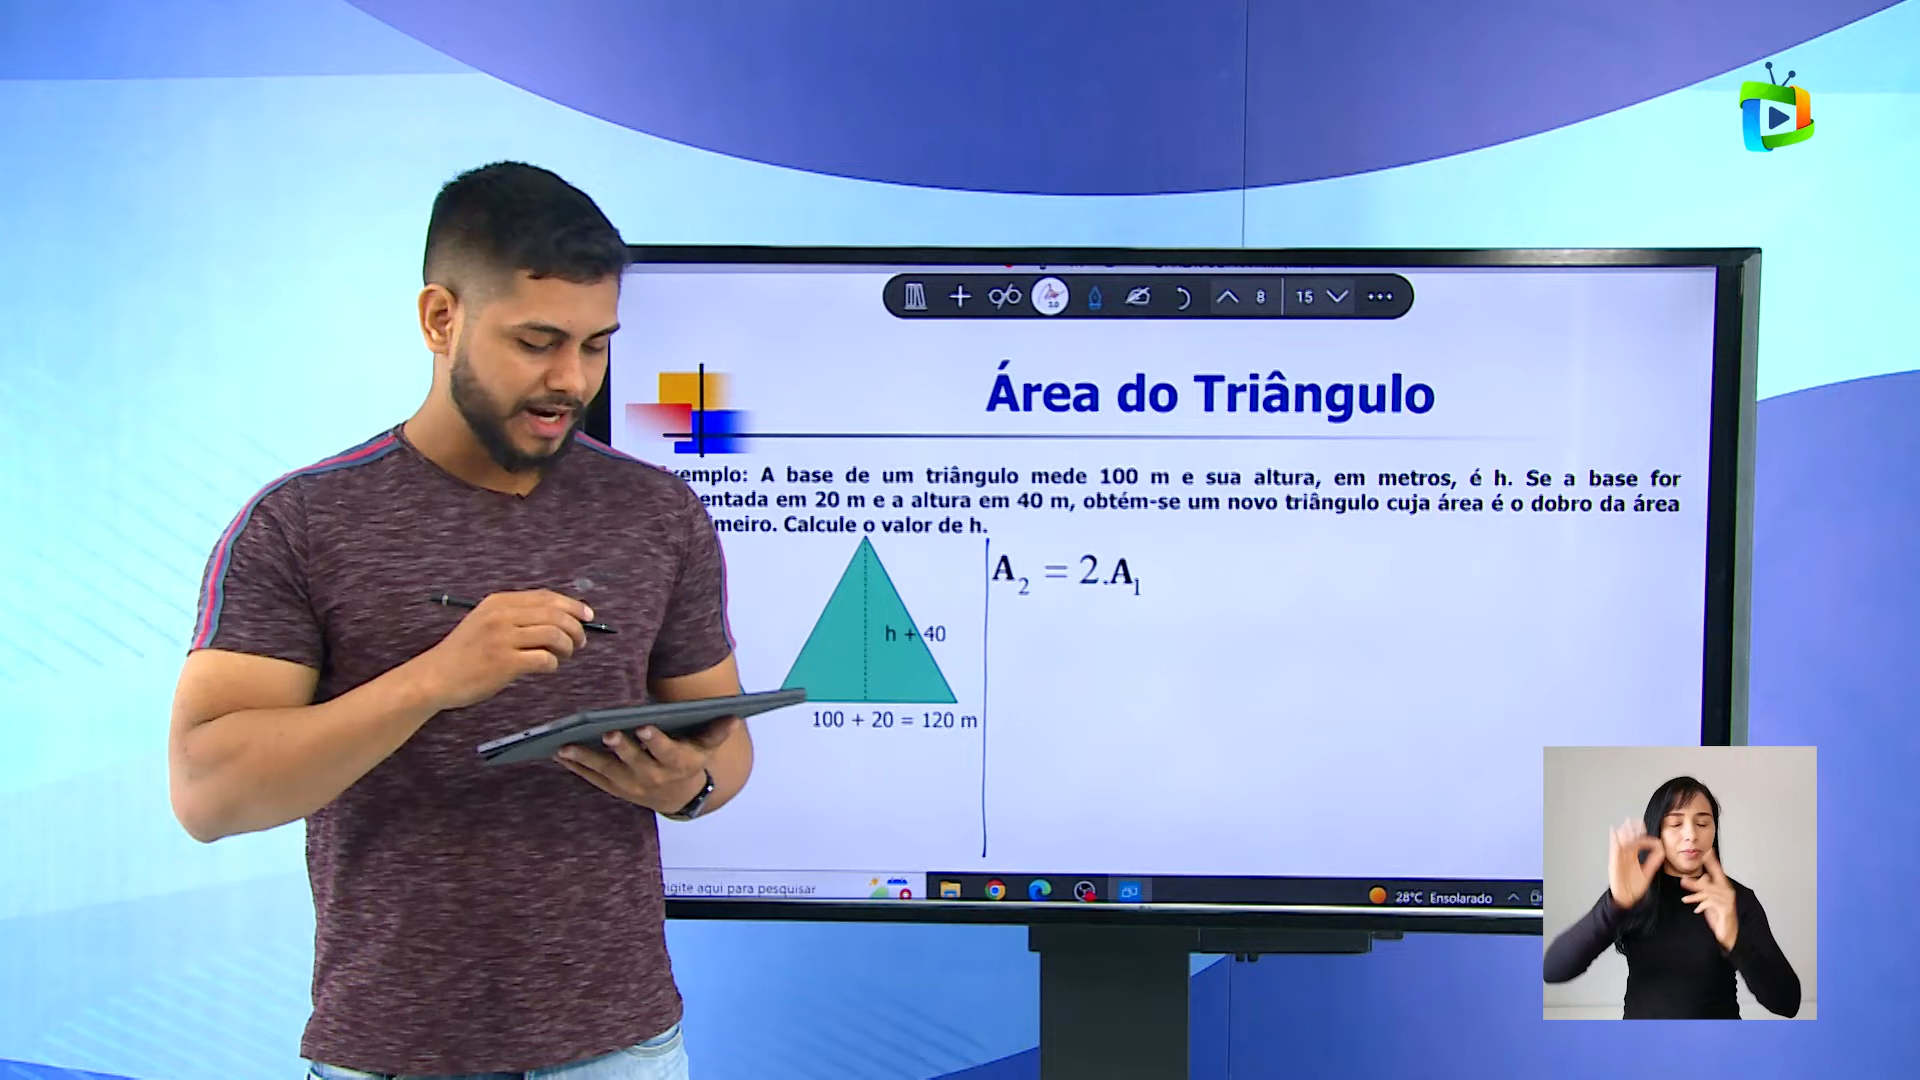 8 15
Área do Triângulo
Exemplo: A base de um triângulo mede 100 m e sua altura, em metros, é h. Se a base for
entada em 20 m e a altura em 40 m, obtém-se um novo triângulo cuja área é o dobro da área
imeiro. Calcule o valor de h.
A₂ = 2.A₁
h + 40
100 + 20 = 120 m
igite aqui para pesquisar
28°C Ensolarado